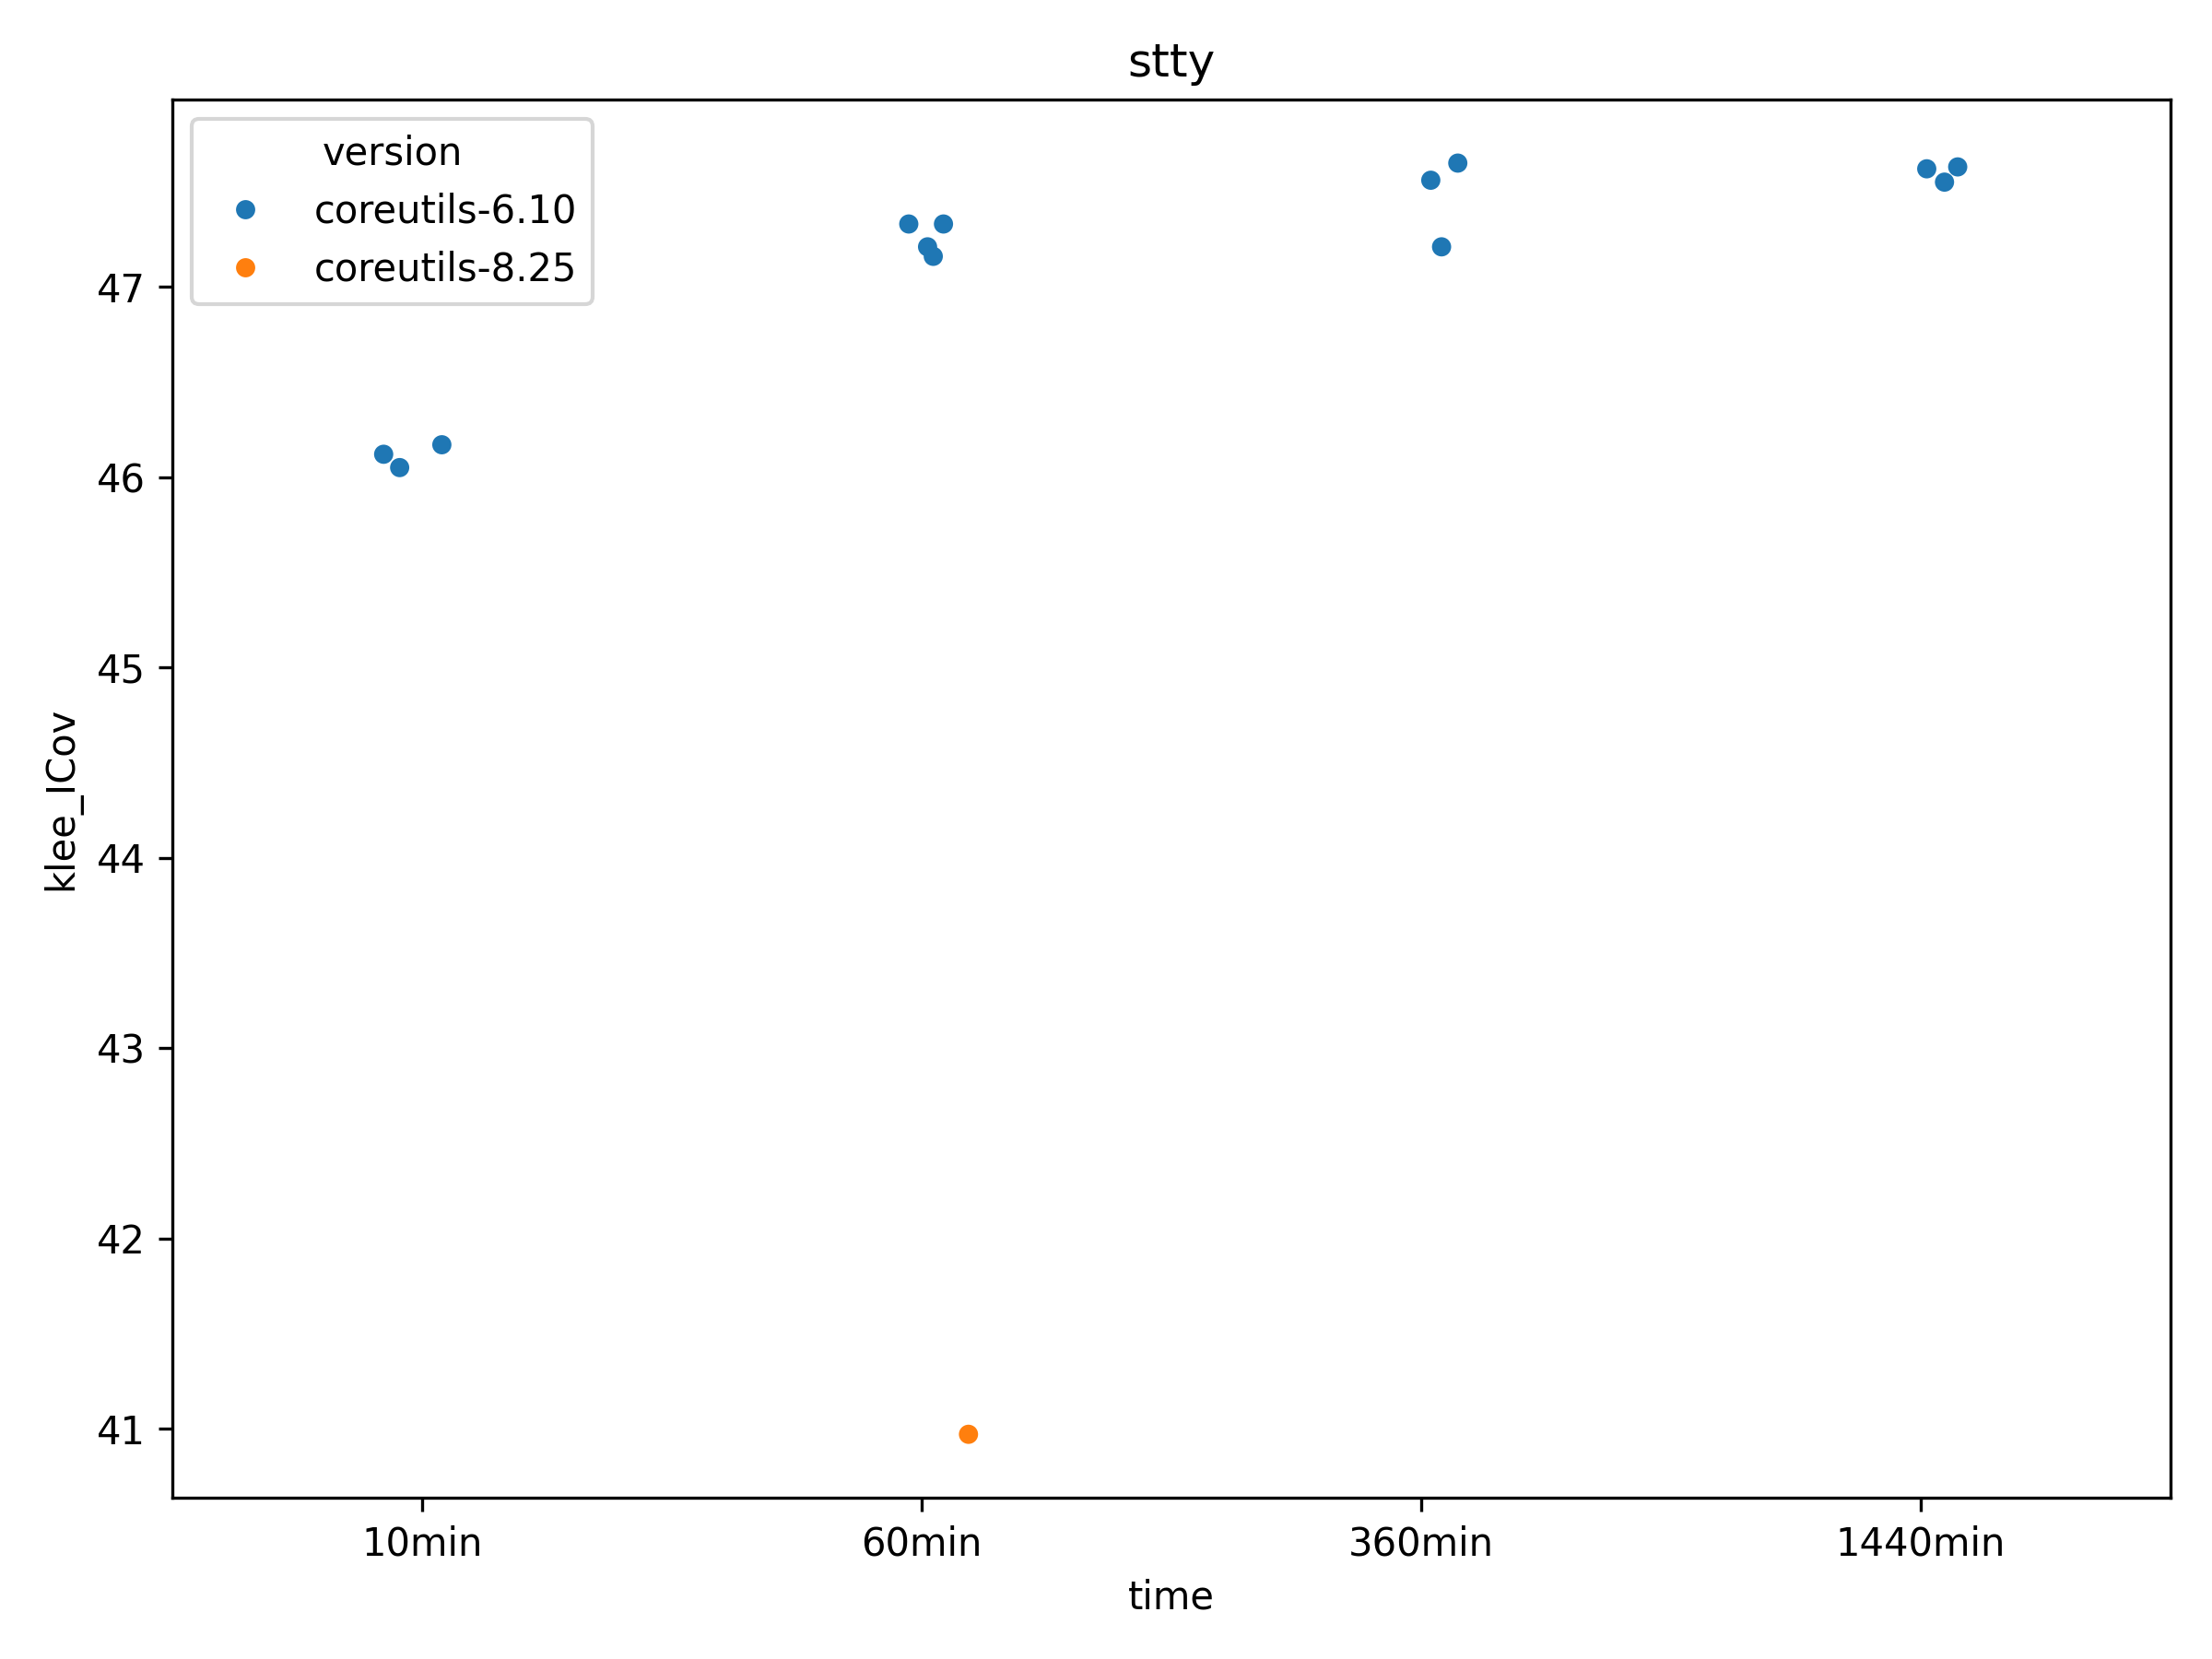 stty
version
coreutils-6.10
coreutils-8.25
47
46
45
44
43
42
41
klee_ICov
10min
60min
360min
1440min
time